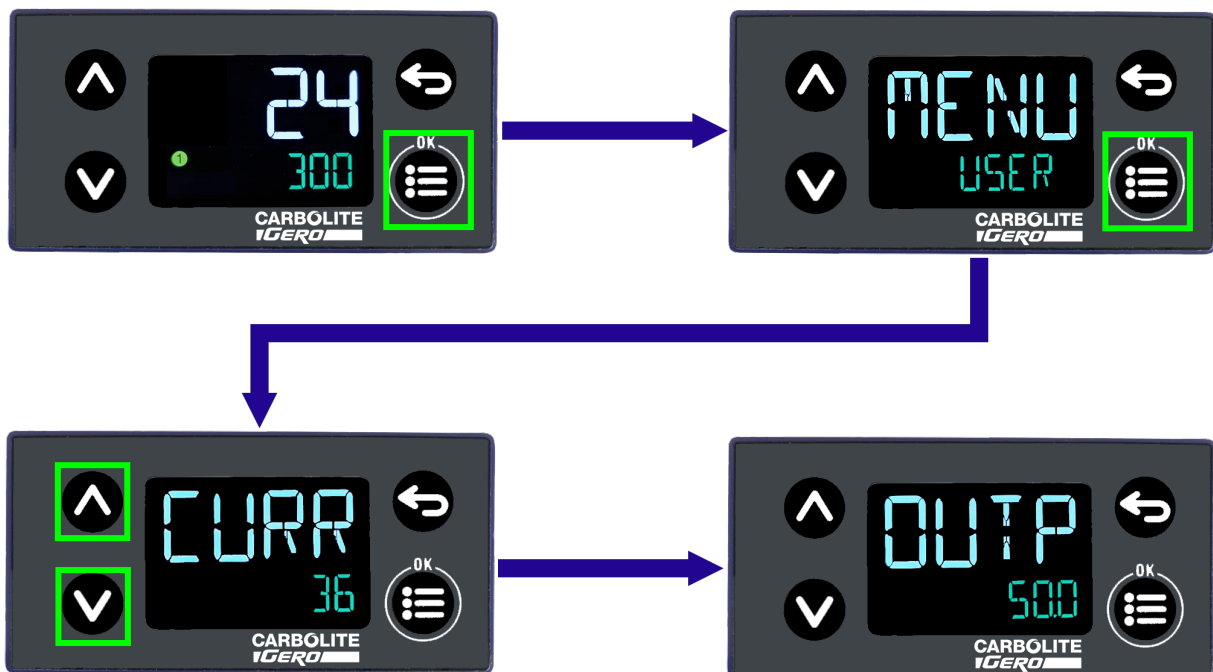 24
1
300
OK
CARBOLITE
GERO
MENU
USER
OK
CARBOLITE
GERO
CURR
36
OK
CARBOLITE
GERO
OUTP
50.0
OK
CARBOLITE
GERO